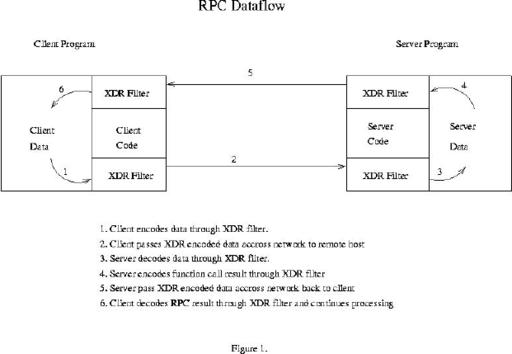 RPC Dataflow
Client Program
Server Program
5
6
XDR Filter
XDR Filter
4
Client
Data
Client
Code
Server
Code
Server
Data
1
XDR Filter
2
XDR Filter
3
1. Client encodes data through XDR filter.
2. Client passes XDR encoded data accross network to remote host
3. Server decodes data through XDR filter.
4. Server encodes function call result through XDR filter
5. Server pass XDR encoded data accross network back to client
6. Client decodes RPC result through XDR filter and continues processing
Figure 1.